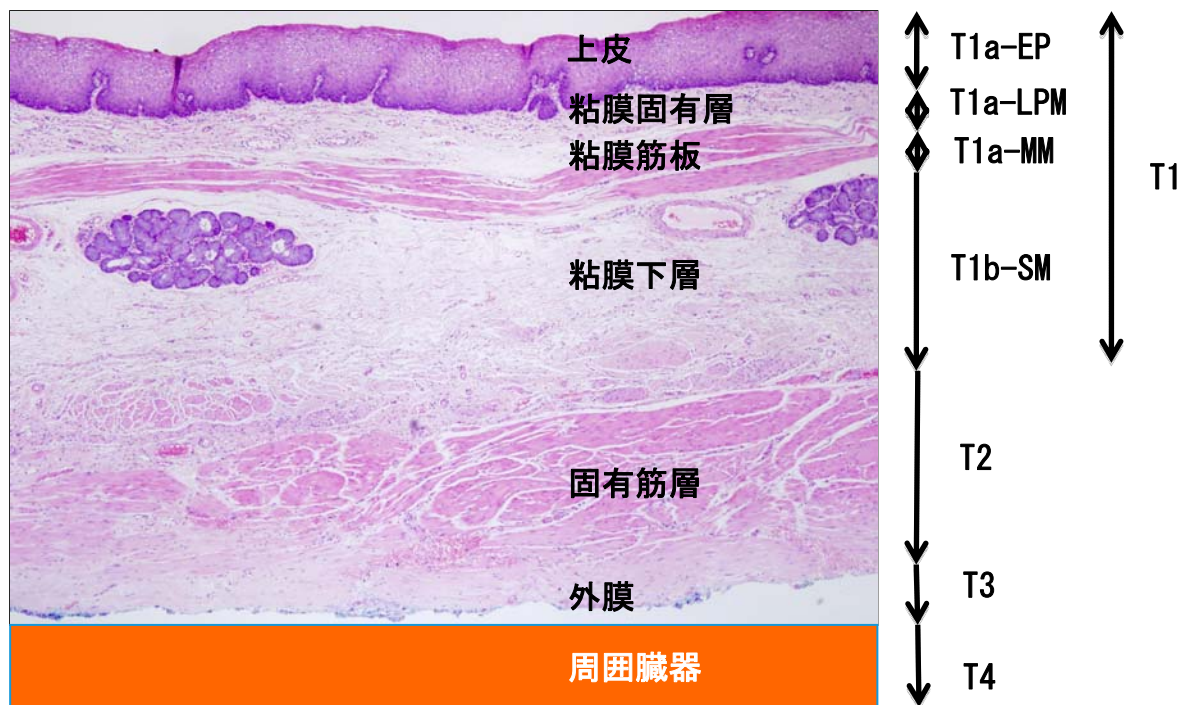 上皮
粘膜固有層
粘膜筋板
粘膜下層
固有筋層
外膜
周囲臓器
T1a-EP
T1a-LPM
T1a-MM
T1b-SM
T2
T3
T4
T1